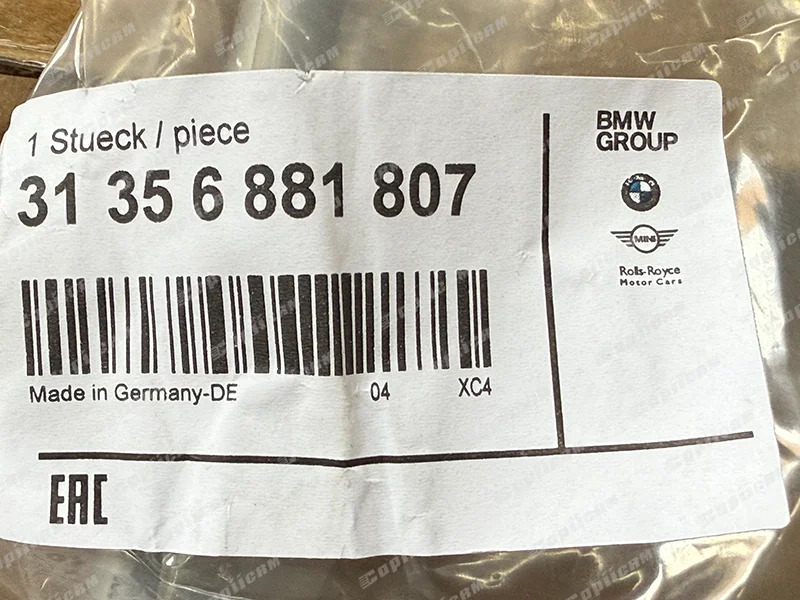 1 Stueck / piece
31 35 6 881 807
Made in Germany-DE 04 XC4
EAC
BMW
GROUP
MINI
Rolls-Royce
Motor Cars
CopiiCAM